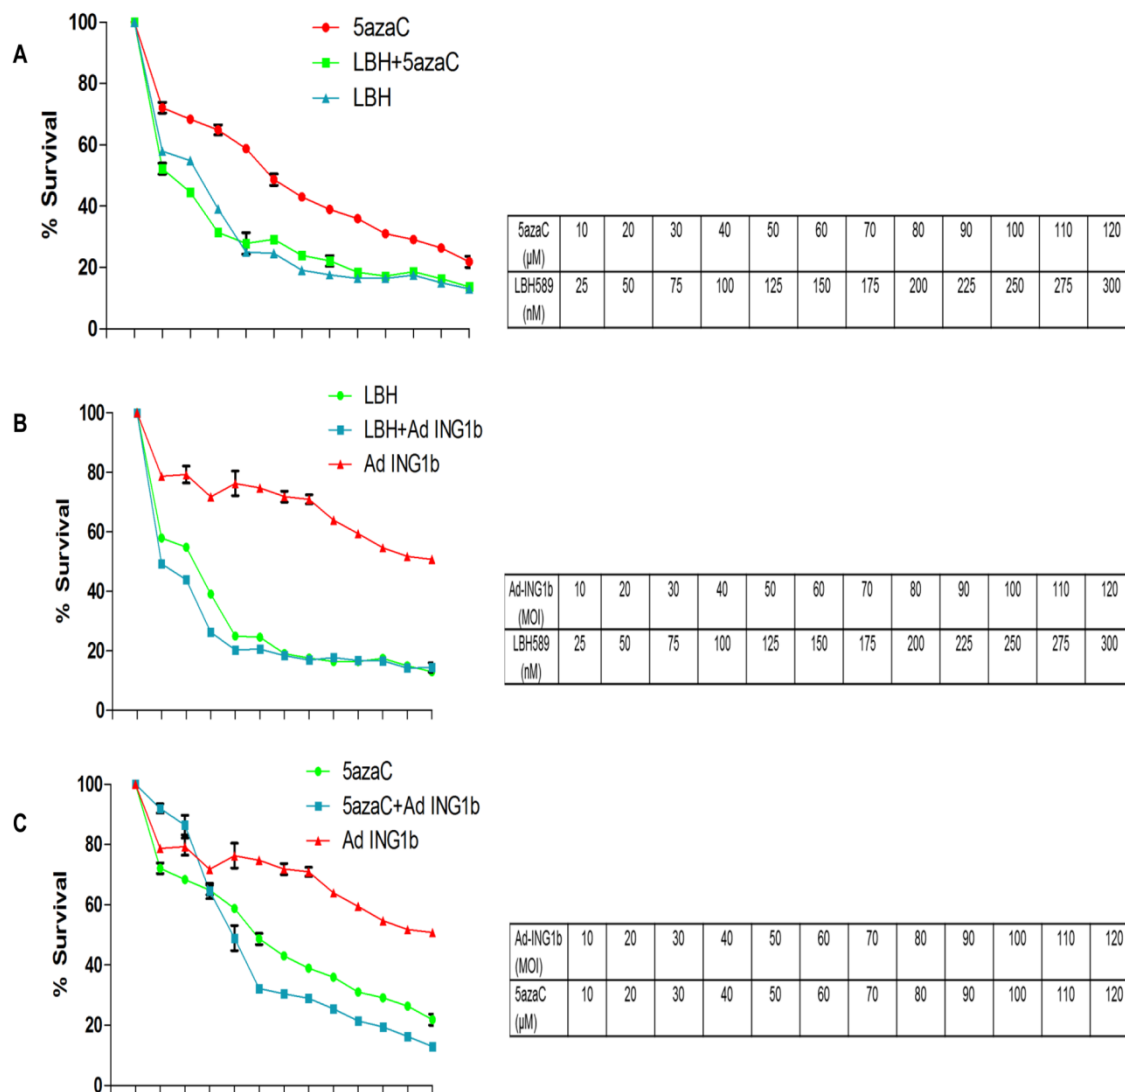 A
% Survival
100
80
60
40
20
0
5azaC
LBH+5azaC
LBH
5azaC (µM) 10 20 30 40 50 60 70 80 90 100 110 120
LBH589 (nM) 25 50 75 100 125 150 175 200 225 250 275 300
B
% Survival
100
80
60
40
20
0
LBH
LBH+Ad ING1b
Ad ING1b
Ad-ING1b (MOI) 10 20 30 40 50 60 70 80 90 100 110 120
LBH589 (nM) 25 50 75 100 125 150 175 200 225 250 275 300
C
% Survival
100
80
60
40
20
0
5azaC
5azaC+Ad ING1b
Ad ING1b
Ad-ING1b (MOI) 10 20 30 40 50 60 70 80 90 100 110 120
5azaC (µM) 10 20 30 40 50 60 70 80 90 100 110 120